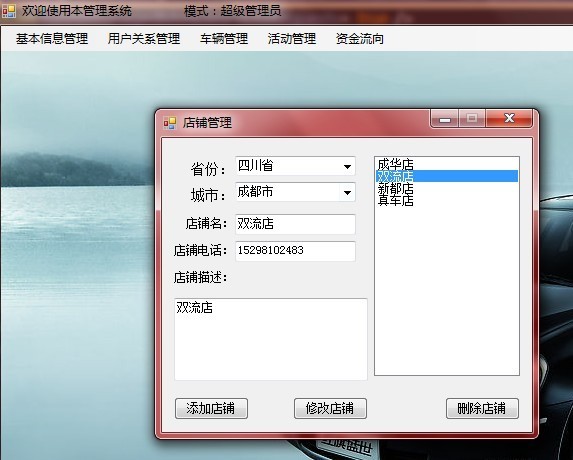 欢迎使用本管理系统 模式：超级管理员
基本信息管理 用户关系管理 车辆管理 活动管理 资金流向
店铺管理
省份： 四川省
城市： 成都市
店铺名： 双流店
店铺电话： 15298102483
店铺描述：
双流店
成华店
双流店
新都店
真车店
添加店铺 修改店铺 删除店铺